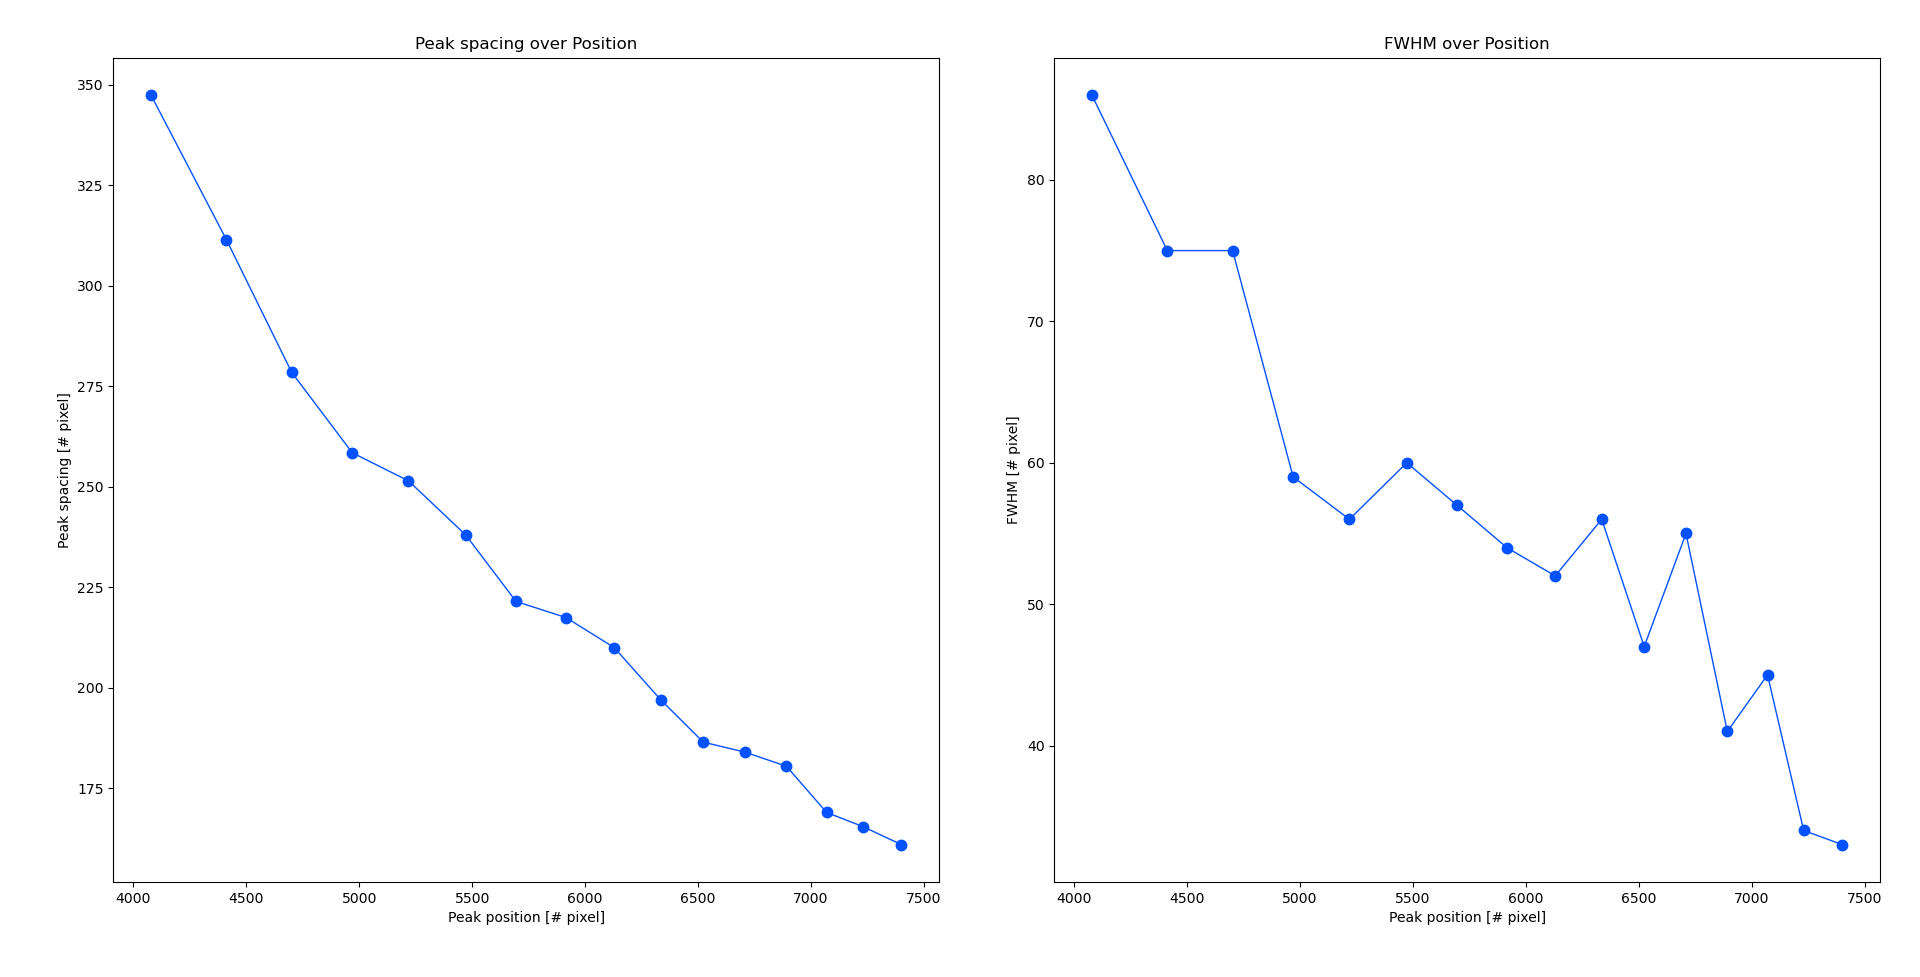 Peak spacing over Position
350
325
300
275
250
225
200
175
Peak spacing [# pixel]
4000 4500 5000 5500 6000 6500 7000 7500
Peak position [# pixel]
FWHM over Position
80
70
60
50
40
FWHM [# pixel]
4000 4500 5000 5500 6000 6500 7000 7500
Peak position [# pixel]